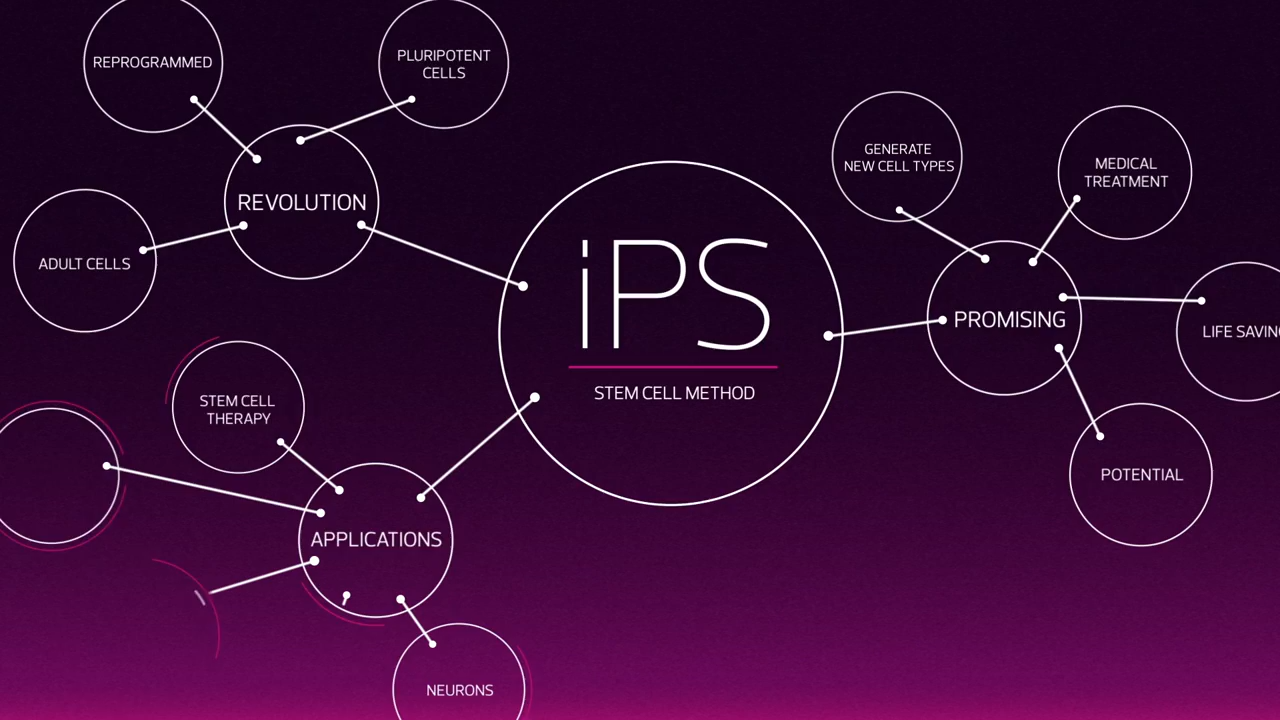 REPROGRAMMED
PLURIPOTENT
CELLS
REVOLUTION
ADULT CELLS
iPS
STEM CELL METHOD
GENERATE
NEW CELL TYPES
MEDICAL
TREATMENT
PROMISING
LIFE SAVIN
POTENTIAL
STEM CELL
THERAPY
APPLICATIONS
NEURONS